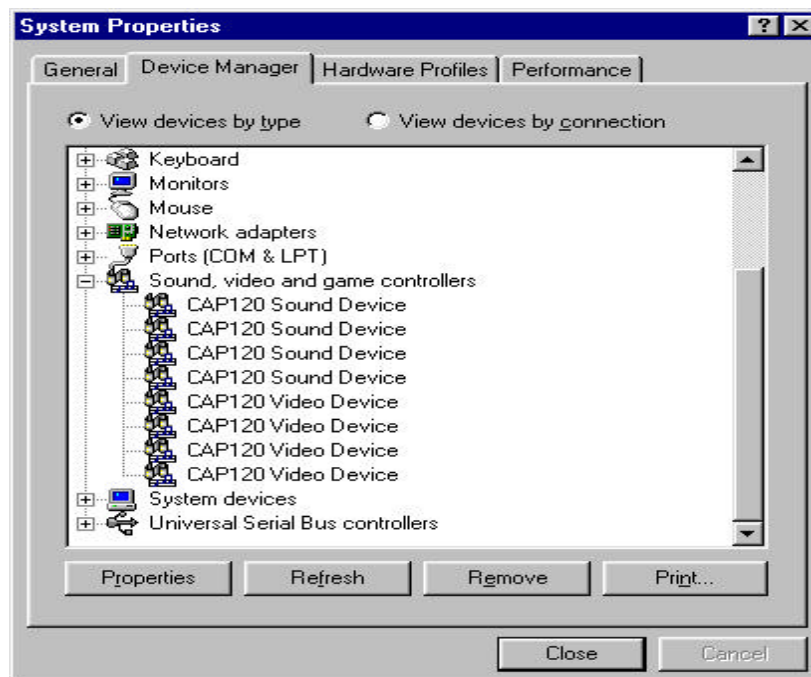 System Properties
General Device Manager Hardware Profiles Performance
View devices by type View devices by connection
Keyboard
Monitors
Mouse
Network adapters
Ports (COM & LPT)
Sound, video and game controllers
CAP120 Sound Device
CAP120 Sound Device
CAP120 Sound Device
CAP120 Sound Device
CAP120 Video Device
CAP120 Video Device
CAP120 Video Device
CAP120 Video Device
System devices
Universal Serial Bus controllers
Properties Refresh Remove Print...
Close Cancel